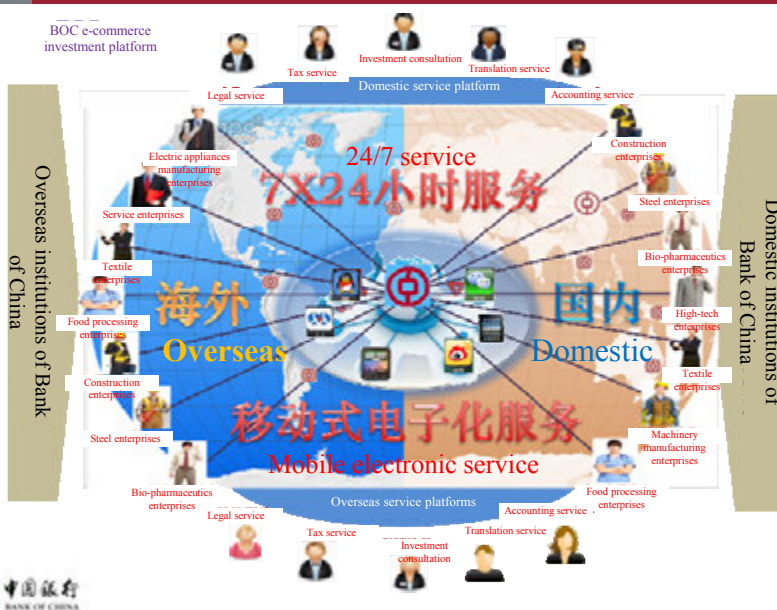 BOC e-commerce
investment platform
Investment consultation
Tax service
Translation service
Legal service
Domestic service platform
Accounting service
Overseas institutions of Bank
of China
Domestic institutions of
Bank of China
24/7 service
7X24小时服务
Electric appliances
manufacturing
enterprises
Service enterprises
Textile
enterprises
Food processing
enterprises
Construction
enterprises
Steel enterprises
Bio-pharmaceutics
enterprises
海外
Overseas
国内
Domestic
Construction
enterprises
Steel enterprises
Bio-pharmaceutics
enterprises
High-tech
enterprises
Textile
enterprises
Machinery
manufacturing
enterprises
Food processing
enterprises
移动式电子化服务
Mobile electronic service
Overseas service platforms
Legal service
Tax service
Investment
consultation
Translation service
Accounting service
中国银行
BANK OF CHINA